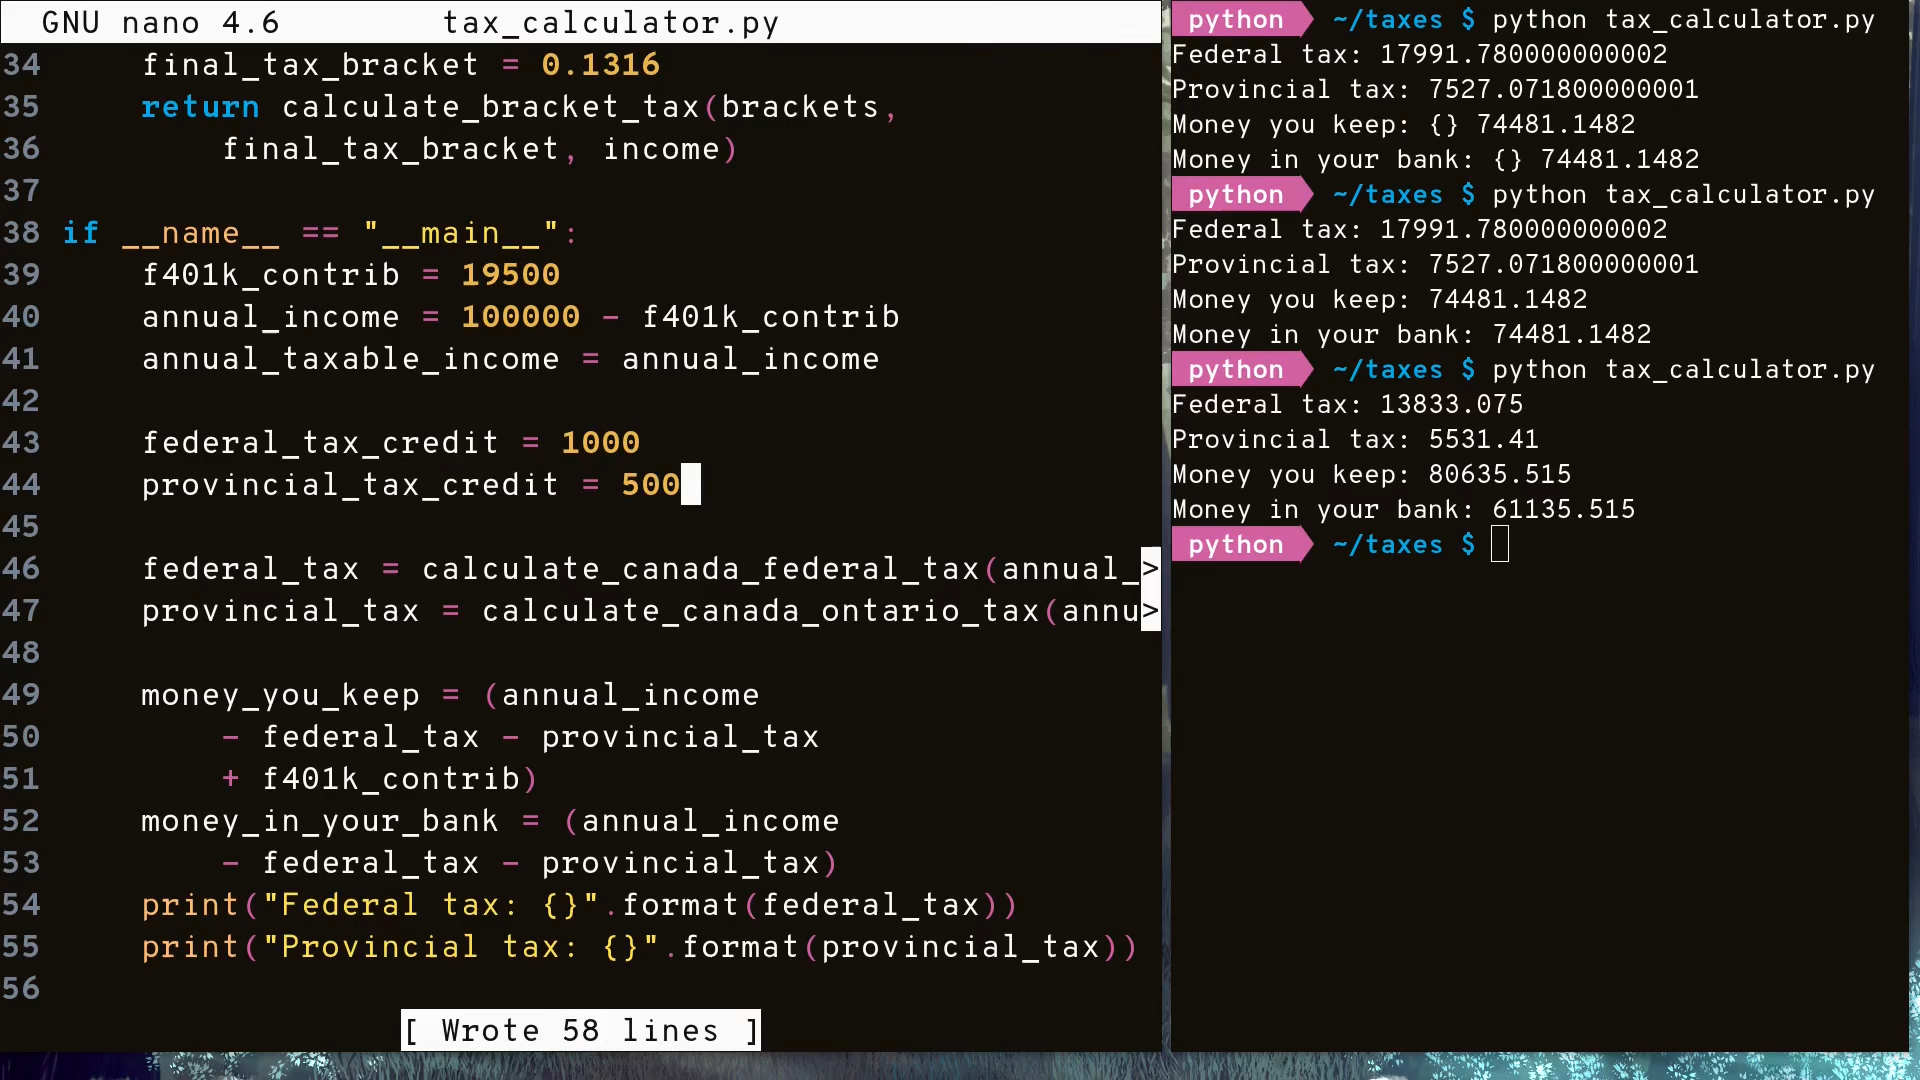 GNU nano 4.6 tax_calculator.py
34 final_tax_bracket = 0.1316
35 return calculate_bracket_tax(brackets,
36 final_tax_bracket, income)
37
38 if __name__ == "__main__":
39 f401k_contrib = 19500
40 annual_income = 100000 - f401k_contrib
41 annual_taxable_income = annual_income
42
43 federal_tax_credit = 1000
44 provincial_tax_credit = 500
45
46 federal_tax = calculate_canada_federal_tax(annual_>
47 provincial_tax = calculate_canada_ontario_tax(annu>
48
49 money_you_keep = (annual_income
50 - federal_tax - provincial_tax
51 + f401k_contrib)
52 money_in_your_bank = (annual_income
53 - federal_tax - provincial_tax)
54 print("Federal tax: {}".format(federal_tax))
55 print("Provincial tax: {}".format(provincial_tax))
56
[ Wrote 58 lines ]
python ~/taxes $ python tax_calculator.py
Federal tax: 17991.780000000002
Provincial tax: 7527.071800000001
Money you keep: {} 74481.1482
Money in your bank: {} 74481.1482
python ~/taxes $ python tax_calculator.py
Federal tax: 17991.780000000002
Provincial tax: 7527.071800000001
Money you keep: 74481.1482
Money in your bank: 74481.1482
python ~/taxes $ python tax_calculator.py
Federal tax: 13833.075
Provincial tax: 5531.41
Money you keep: 80635.515
Money in your bank: 61135.515
python ~/taxes $